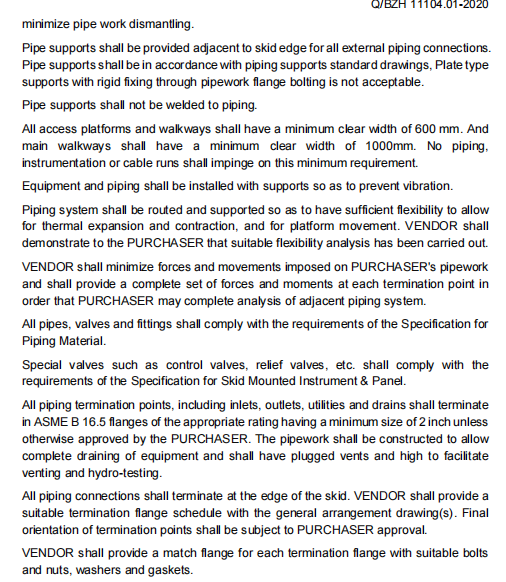 Q/BZH 11104.01-2020
minimize pipe work dismantling.
Pipe supports shall be provided adjacent to skid edge for all external piping connections.
Pipe supports shall be in accordance with piping supports standard drawings, Plate type
supports with rigid fixing through pipework flange bolting is not acceptable.
Pipe supports shall not be welded to piping.
All access platforms and walkways shall have a minimum clear width of 600 mm. And
main walkways shall have a minimum clear width of 1000mm. No piping,
instrumentation or cable runs shall impinge on this minimum requirement.
Equipment and piping shall be installed with supports so as to prevent vibration.
Piping system shall be routed and supported so as to have sufficient flexibility to allow
for thermal expansion and contraction, and for platform movement. VENDOR shall
demonstrate to the PURCHASER that suitable flexibility analysis has been carried out.
VENDOR shall minimize forces and movements imposed on PURCHASER's pipework
and shall provide a complete set of forces and moments at each termination point in
order that PURCHASER may complete analysis of adjacent piping system.
All pipes, valves and fittings shall comply with the requirements of the Specification for
Piping Material.
Special valves such as control valves, relief valves, etc. shall comply with the
requirements of the Specification for Skid Mounted Instrument & Panel.
All piping termination points, including inlets, outlets, utilities and drains shall terminate
in ASME B 16.5 flanges of the appropriate rating having a minimum size of 2 inch unless
otherwise approved by the PURCHASER. The pipework shall be constructed to allow
complete draining of equipment and shall have plugged vents and high to facilitate
venting and hydro-testing.
All piping connections shall terminate at the edge of the skid. VENDOR shall provide a
suitable termination flange schedule with the general arrangement drawing(s). Final
orientation of termination points shall be subject to PURCHASER approval.
VENDOR shall provide a match flange for each termination flange with suitable bolts
and nuts, washers and gaskets.